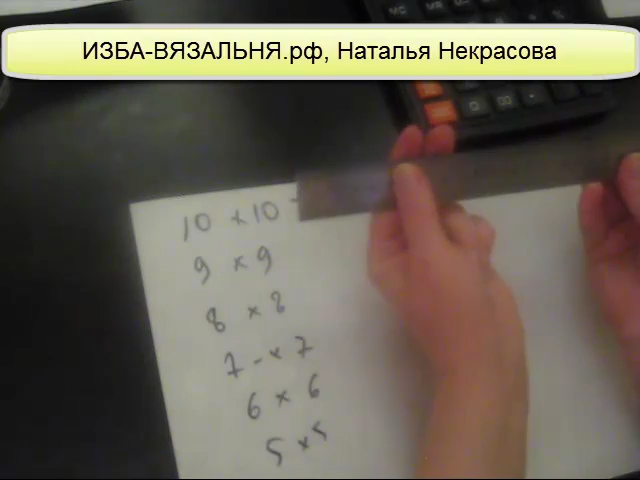 ИЗБА-ВЯЗАЛЬНЯ.рф, Наталья Некрасова
10 x 10 -
9 x 9
8 x 8
7 - x 7
6 x 6
5 x 5